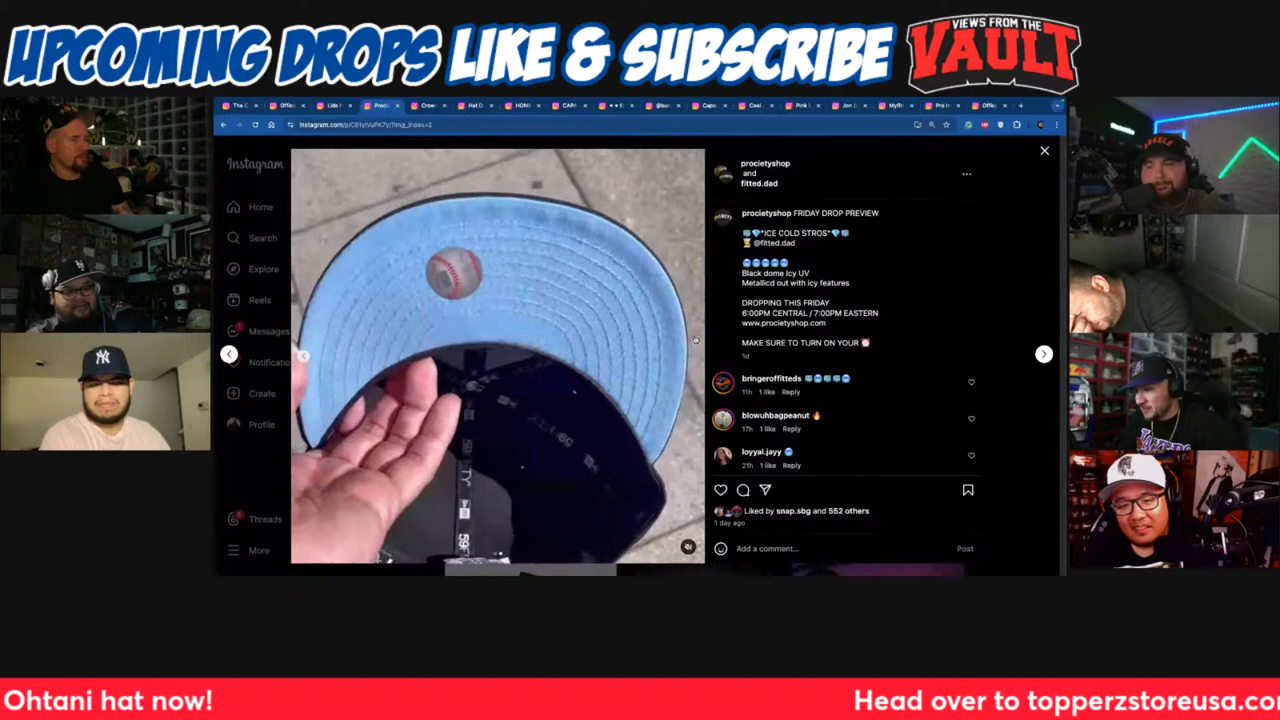 UPCOMING DROPS LIKE & SUBSCRIBE
VIEWS FROM THE
VAULT
instagram.com/p/
Instagram
Home
Search
Explore
Reels
Messages
Notificatio
Create
Profile
Threads
More
procietyshop
and
fitted.dad
procietyshop FRIDAY DROP PREVIEW
*ICE COLD STROS*
@fitted.dad
Black dome Icy UV
Metallicd out with icy features
DROPPING THIS FRIDAY
6:00PM CENTRAL / 7:00PM EASTERN
www.procietyshop.com
MAKE SURE TO TURN ON YOUR
1d
bringeroffitteds
11h 1 like Reply
blowuhbagpeanut
17h 1 like Reply
loyyal.jayy
21h 1 like Reply
Liked by snap.sbg and 552 others
1 day ago
Add a comment... Post
Ohtani hat now!
Head over to topperzstoreusa.co